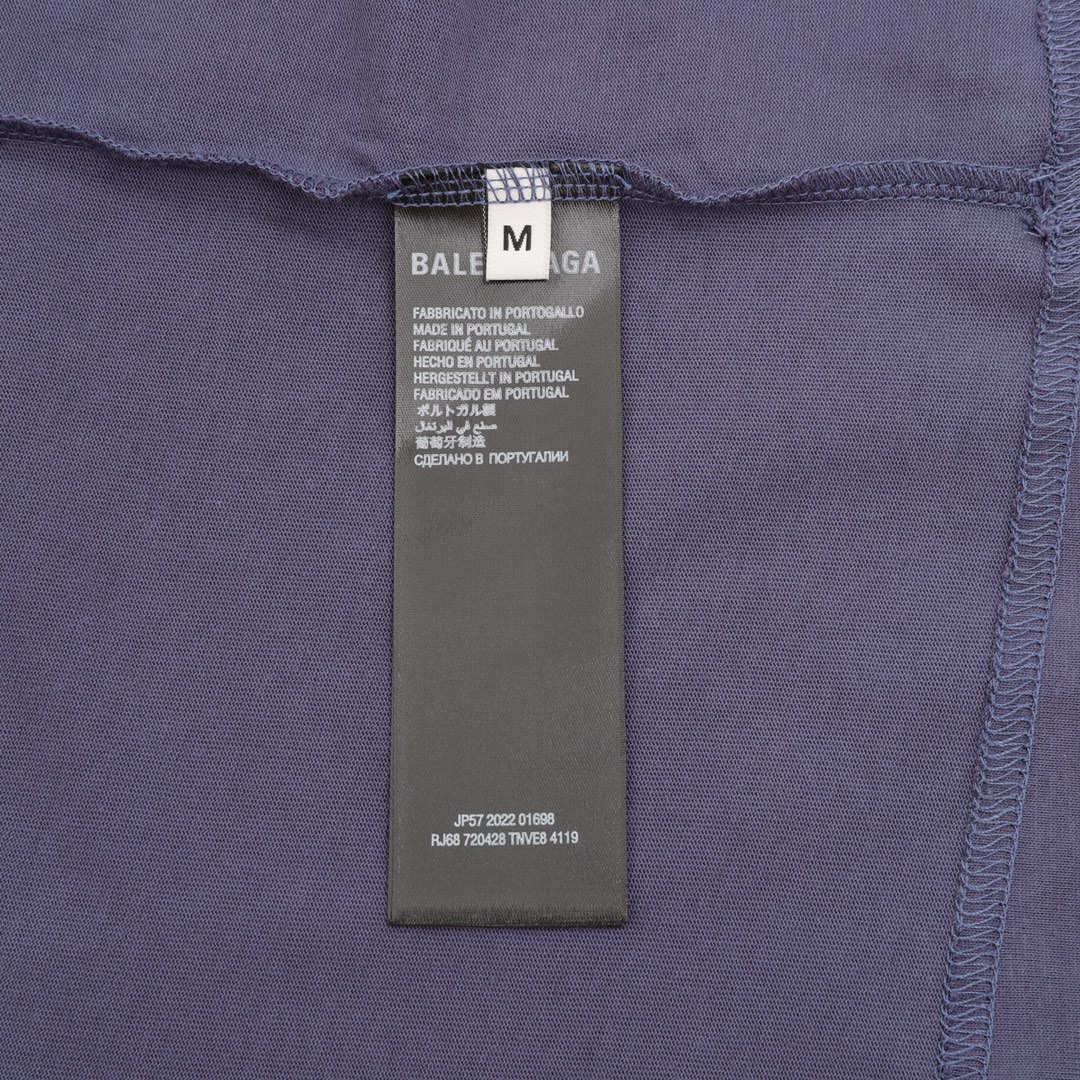 M
BALE AGA
FABBRICATO IN PORTOGALLO
MADE IN PORTUGAL
FABRIQUÉ AU PORTUGAL
HECHO EN PORTUGAL
HERGESTELLT IN PORTUGAL
FABRICADO EM PORTUGAL
ポルトガル製
صنع في البرتغال
葡萄牙制造
СДЕЛАНО В ПОРТУГАЛИИ
JP57 2022 01698
RJ68 720428 TNVE8 4119